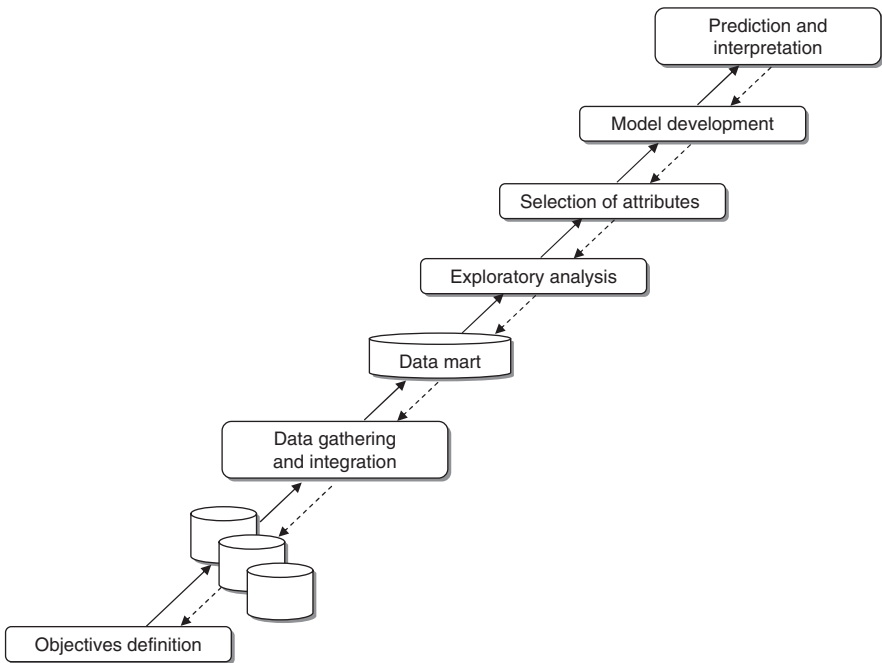 Prediction and
interpretation
Model development
Selection of attributes
Exploratory analysis
Data mart
Data gathering
and integration
Objectives definition